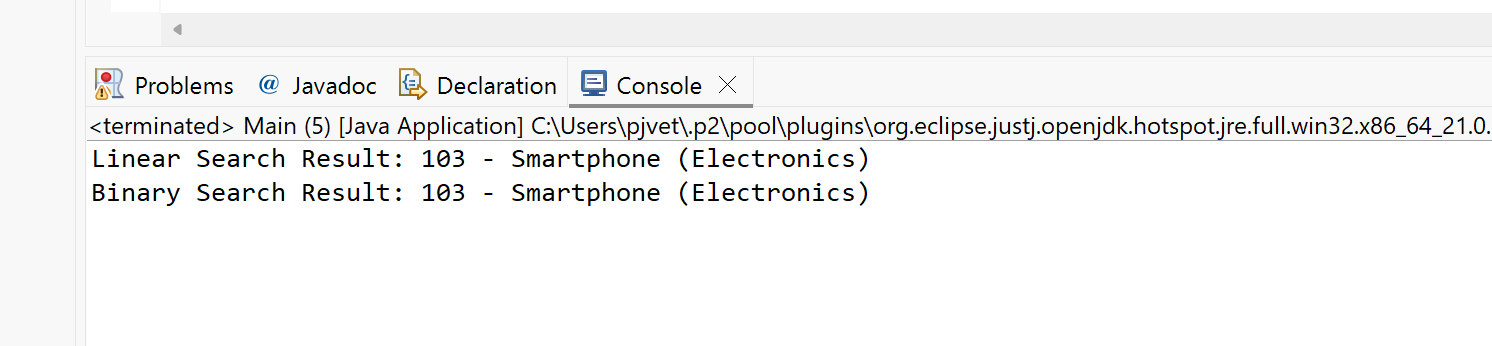 Problems @ Javadoc Declaration Console
<terminated> Main (5) [Java Application] C:\Users\pjvet\.p2\pool\plugins\org.eclipse.justj.openjdk.hotspot.jre.full.win32.x86_64_21.0.
Linear Search Result: 103 - Smartphone (Electronics)
Binary Search Result: 103 - Smartphone (Electronics)